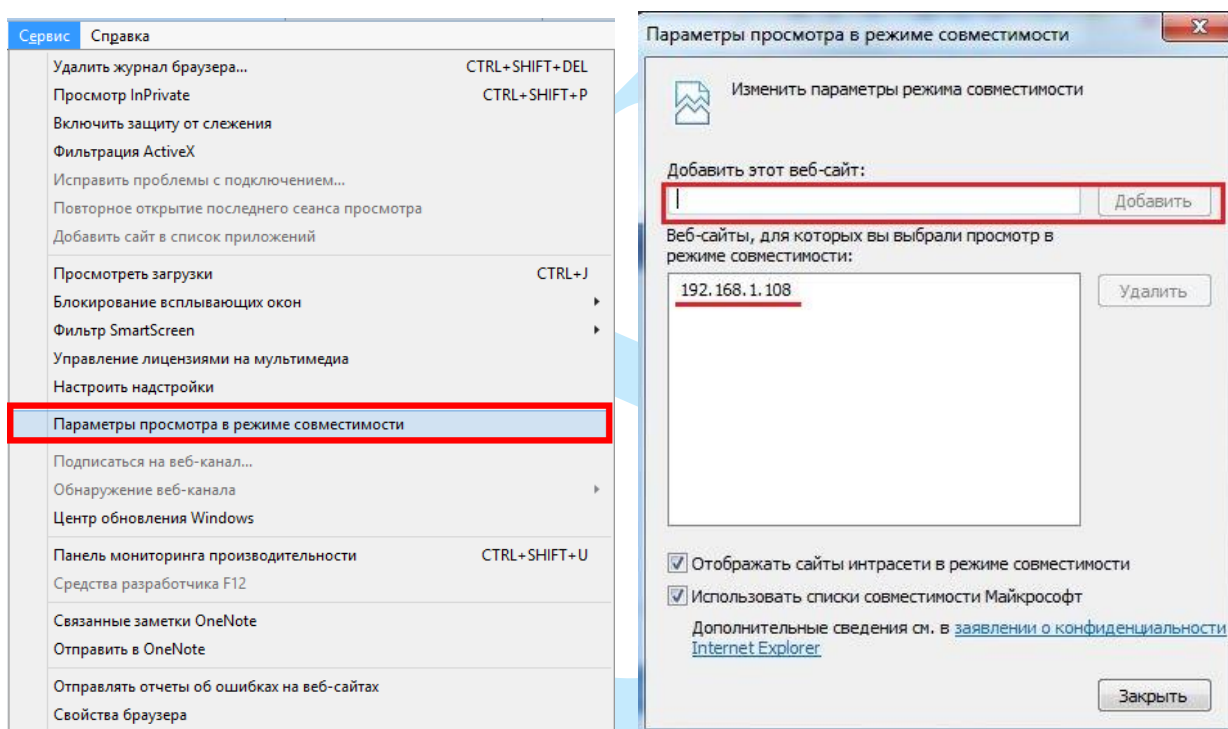 Сервис Справка
Удалить журнал браузера... CTRL+SHIFT+DEL
Просмотр InPrivate CTRL+SHIFT+P
Включить защиту от слежения
Фильтрация ActiveX
Исправить проблемы с подключением...
Повторное открытие последнего сеанса просмотра
Добавить сайт в список приложений
Просмотреть загрузки CTRL+J
Блокирование всплывающих окон
Фильтр SmartScreen
Управление лицензиями на мультимедиа
Настроить надстройки
Параметры просмотра в режиме совместимости
Подписаться на веб-канал...
Обнаружение веб-канала
Центр обновления Windows
Панель мониторинга производительности CTRL+SHIFT+U
Средства разработчика F12
Связанные заметки OneNote
Отправить в OneNote
Отправлять отчеты об ошибках на веб-сайтах
Свойства браузера
Параметры просмотра в режиме совместимости
Изменить параметры режима совместимости
Добавить этот веб-сайт:
Добавить
Веб-сайты, для которых вы выбрали просмотр в
режиме совместимости:
192.168.1.108
Удалить
Отображать сайты интрасети в режиме совместимости
Использовать списки совместимости Майкрософт
Дополнительные сведения см. в заявлении о конфиденциальности
Internet Explorer
Закрыть